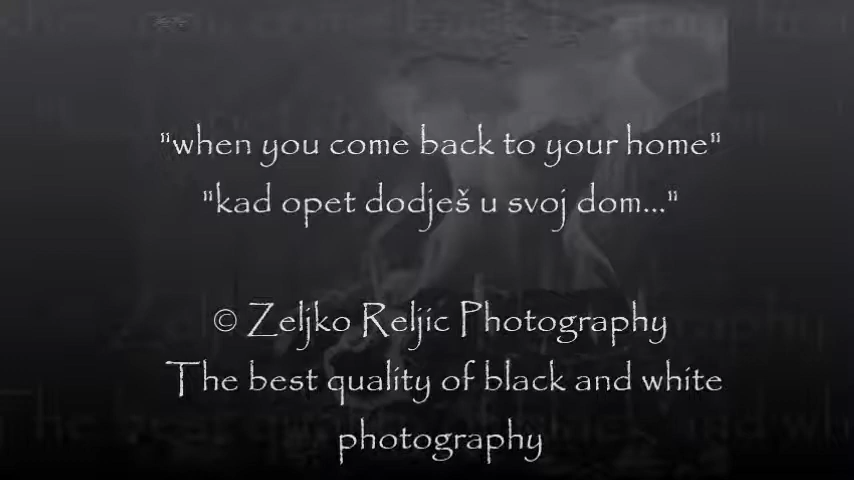 "when you come back to your home"
"kad opet dodješ u svoj dom..."
© Zeljko Reljic Photography
The best quality of black and white
photography